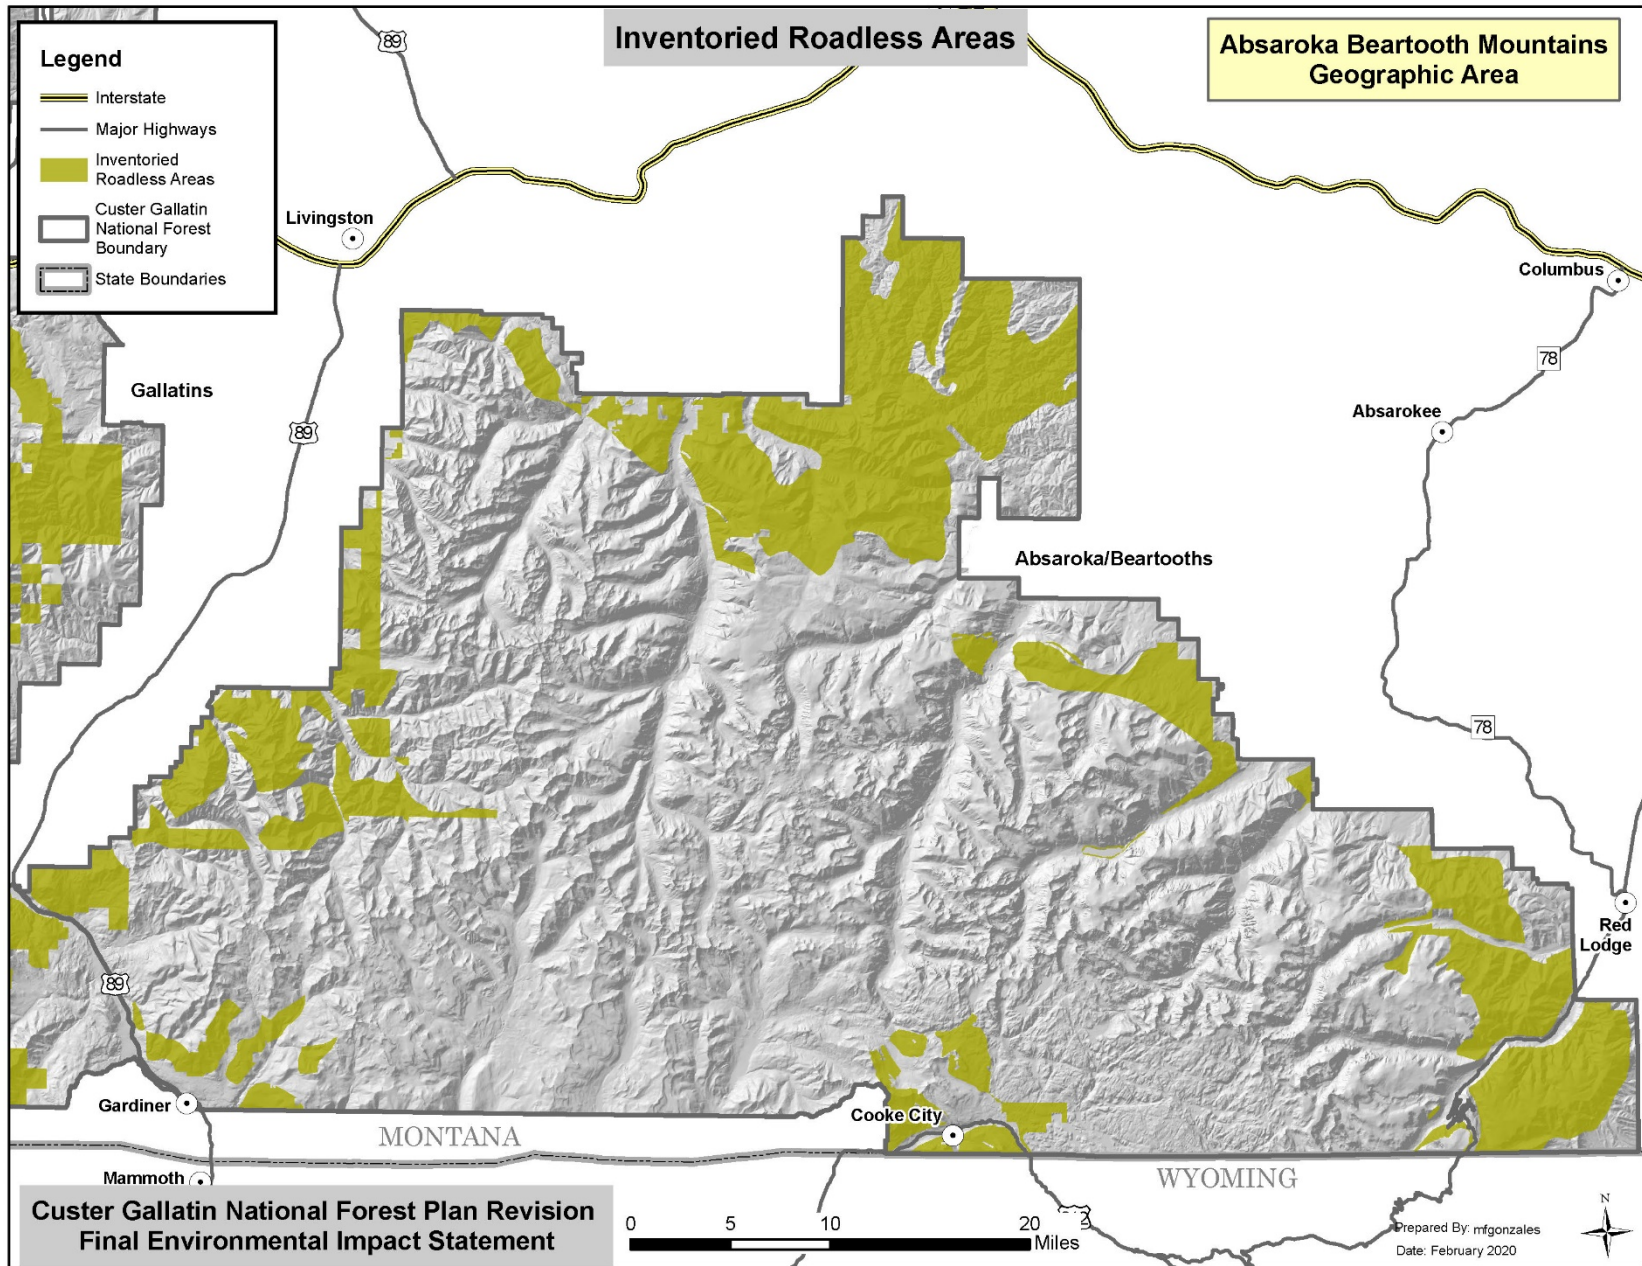 Inventoried Roadless Areas
Absaroka Beartooth Mountains
Geographic Area
Legend
Interstate
Major Highways
Inventoried
Roadless Areas
Custer Gallatin
National Forest
Boundary
State Boundaries
89
Livingston
Columbus
78
Gallatins
89
Absarokee
Absaroka/Beartooths
78
Red
Lodge
89
Gardiner
Cooke City
MONTANA
WYOMING
Mammoth
Custer Gallatin National Forest Plan Revision
Final Environmental Impact Statement
0 5 10 20
Miles
Prepared By: mfgonzales
Date: February 2020
N